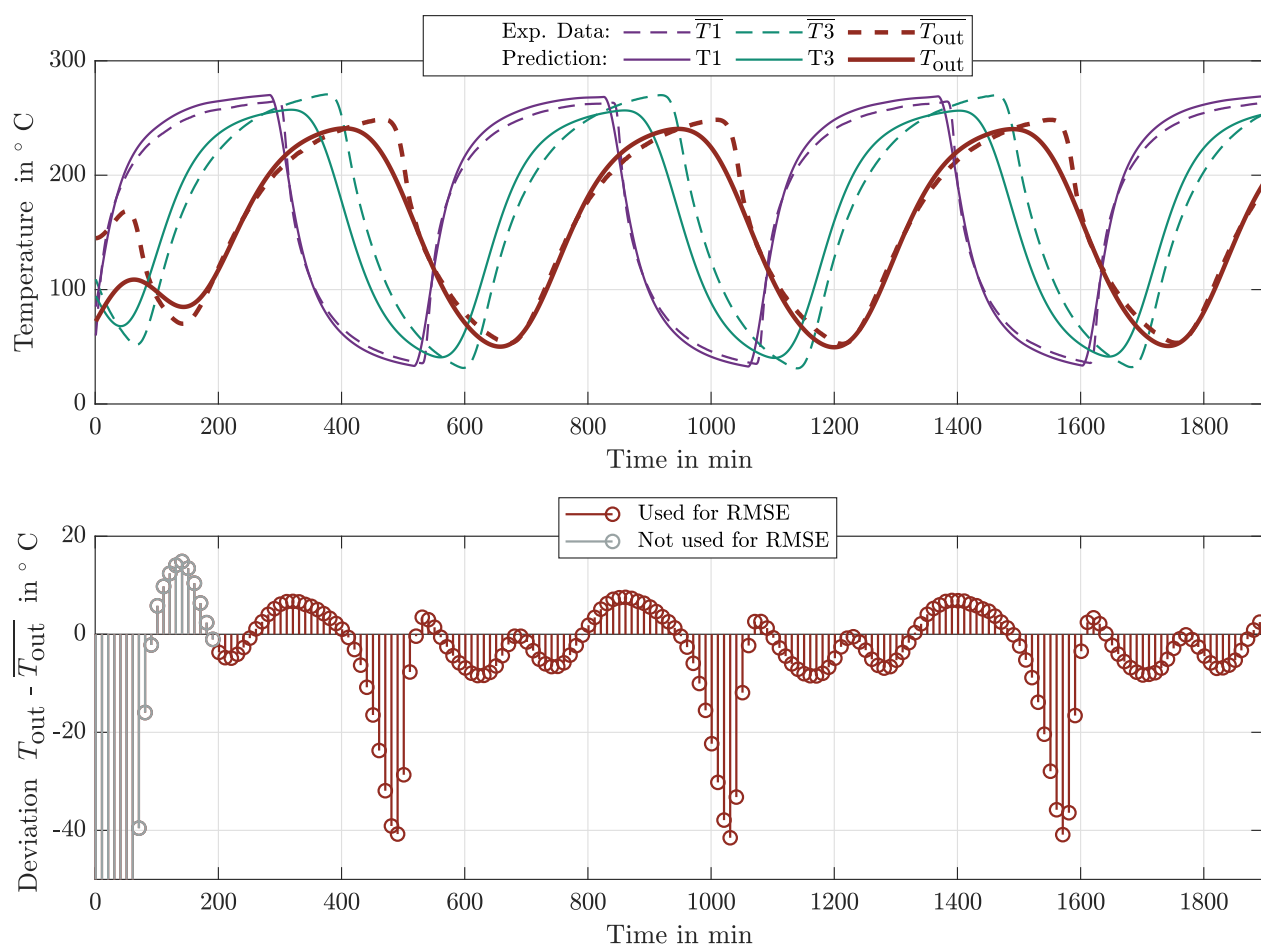 Exp. Data: T1 T3 Tout
Prediction: T1 T3 Tout
300
200
100
0
Temperature in ° C
0 200 400 600 800 1000 1200 1400 1600 1800
Time in min
Used for RMSE
Not used for RMSE
20
0
-20
-40
Deviation Tout - Tout in ° C
0 200 400 600 800 1000 1200 1400 1600 1800
Time in min